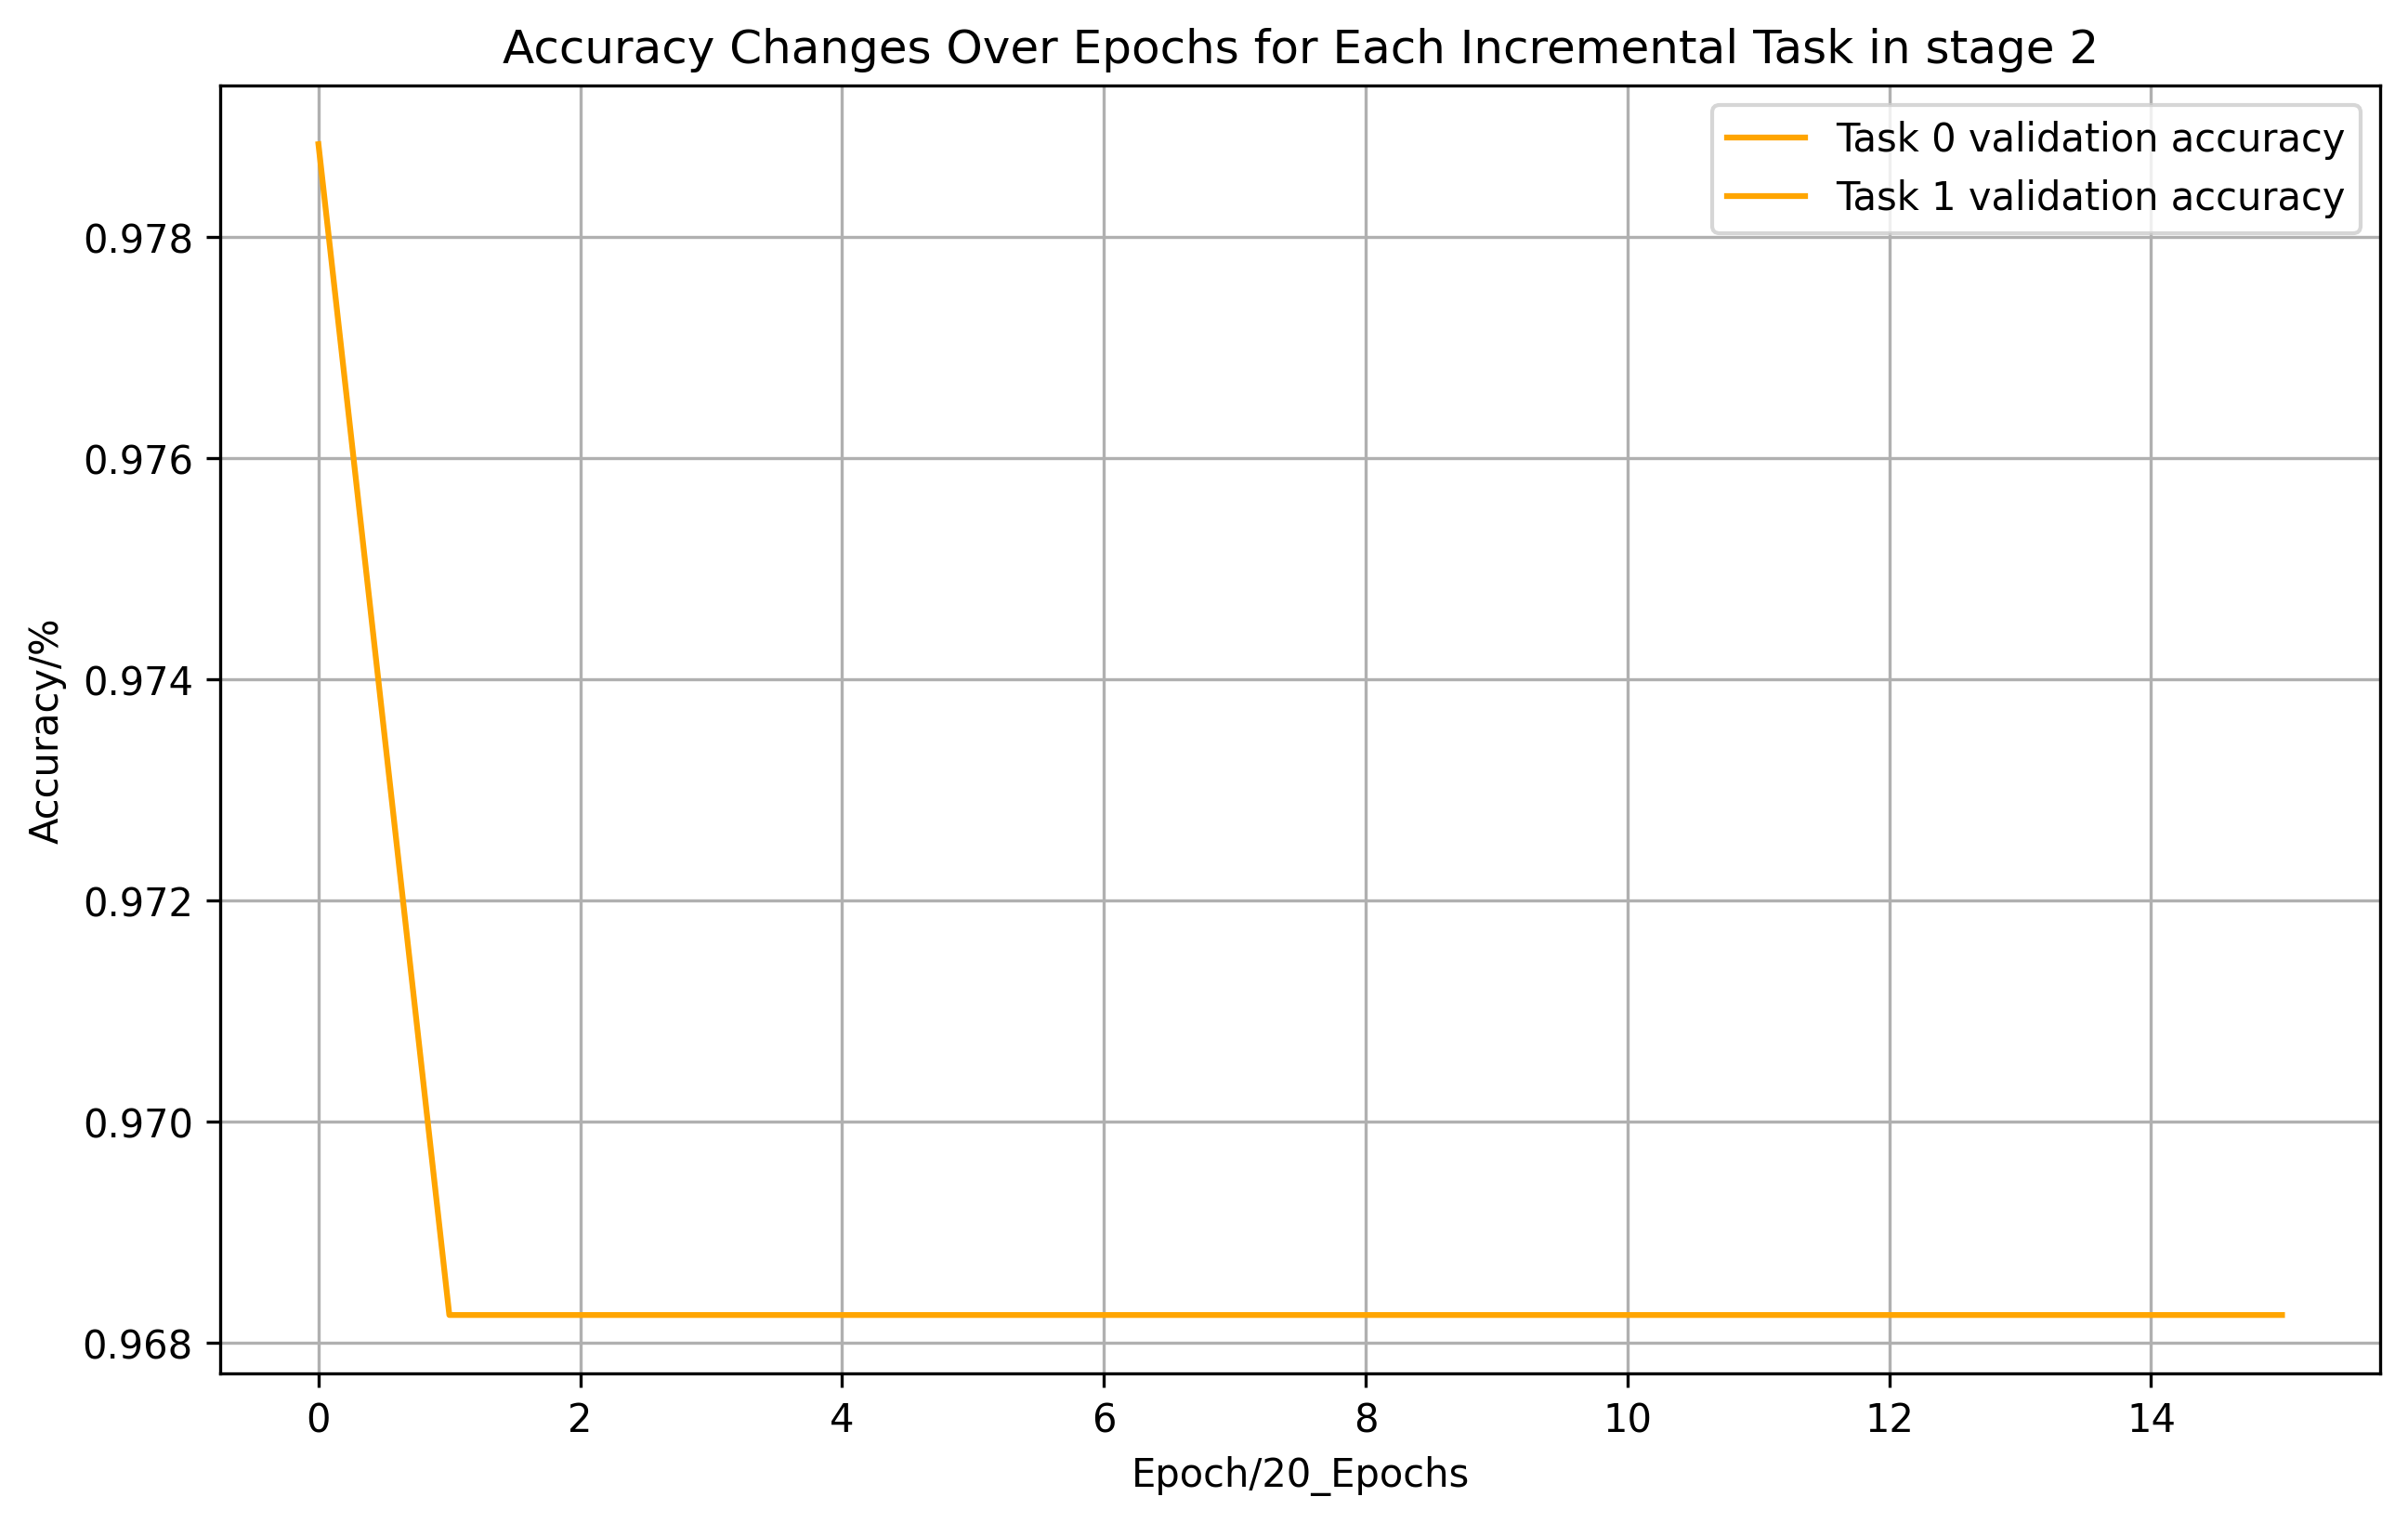 Accuracy Changes Over Epochs for Each Incremental Task in stage 2
Task 0 validation accuracy
Task 1 validation accuracy
0.978
0.976
0.974
0.972
0.970
0.968
Accuracy/%
0 2 4 6 8 10 12 14
Epoch/20_Epochs